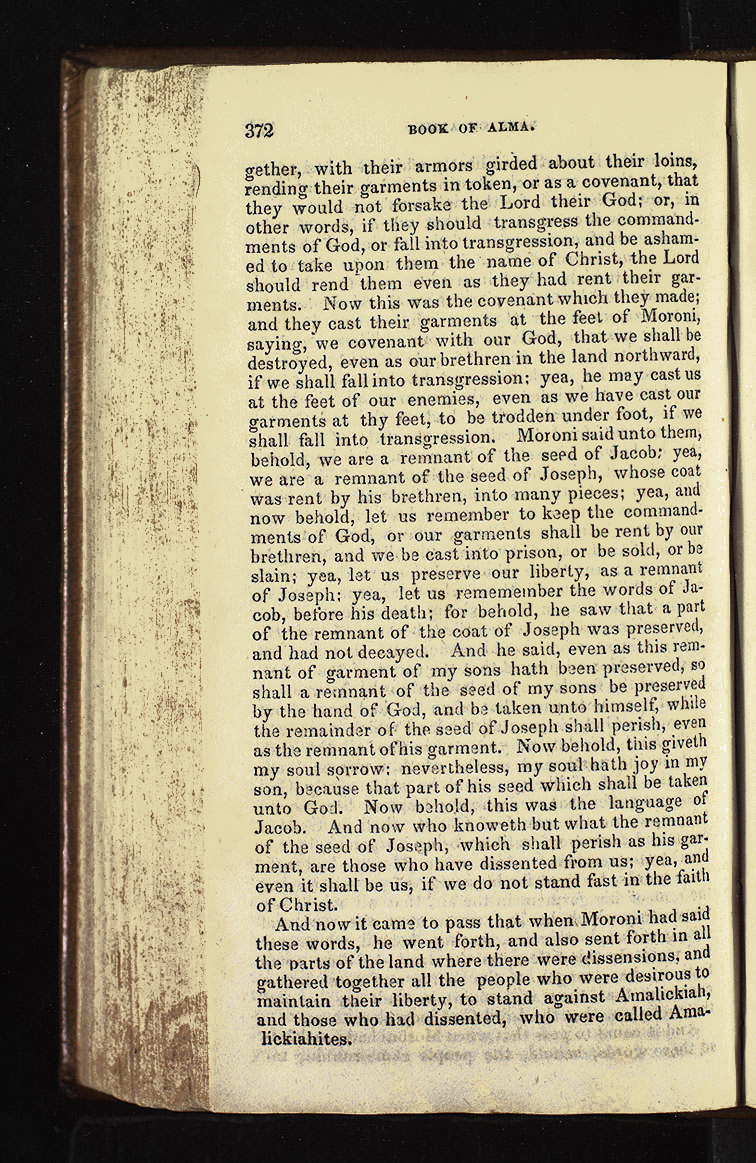 372 BOOK OF ALMA.
gether, with their armors girded about their loins,
rending their garments in token, or as a covenant, that
they would not forsake the Lord their God; or, in
other words, if they should transgress the command-
ments of God, or fall into transgression, and be asham-
ed to take upon them the name of Christ, the Lord
should rend them even as they had rent their gar-
ments. Now this was the covenant which they made;
and they cast their garments at the feet of Moroni,
saying, we covenant with our God, that we shall be
destroyed, even as our brethren in the land northward,
if we shall fall into transgression; yea, he may cast us
at the feet of our enemies, even as we have cast our
garments at thy feet, to be trodden under foot, if we
shall fall into transgression. Moroni said unto them,
behold, we are a remnant of the seed of Jacob; yea,
we are a remnant of the seed of Joseph, whose coat
was rent by his brethren, into many pieces; yea, and
now behold, let us remember to keep the command-
ments of God, or our garments shall be rent by our
brethren, and we be cast into prison, or be sold, or be
slain; yea, let us preserve our liberty, as a remnant
of Joseph; yea, let us rememeinber the words of Ja-
cob, before his death; for behold, he saw that a part
of the remnant of the coat of Joseph was preserved,
and had not decayed. And he said, even as this rem-
nant of garment of my sons hath been preserved, so
shall a remnant of the seed of my sons be preserved
by the hand of God, and be taken unto himself, while
the remainder of the seed of Joseph shall perish, even
as the remnant of his garment. Now behold, this giveth
my soul sorrow; nevertheless, my soul hath joy in my
son, because that part of his seed which shall be taken
unto God. Now behold, this was the language of
Jacob. And now who knoweth but what the remnant
of the seed of Joseph, which shall perish as his gar-
ment, are those who have dissented from us; yea, and
even it shall be us, if we do not stand fast in the faith
of Christ.
And now it came to pass that when Moroni had said
these words, he went forth, and also sent forth in all
the parts of the land where there were dissensions, and
gathered together all the people who were desirous to
maintain their liberty, to stand against Amalickiah,
and those who had dissented, who were called Ama-
lickiahites.